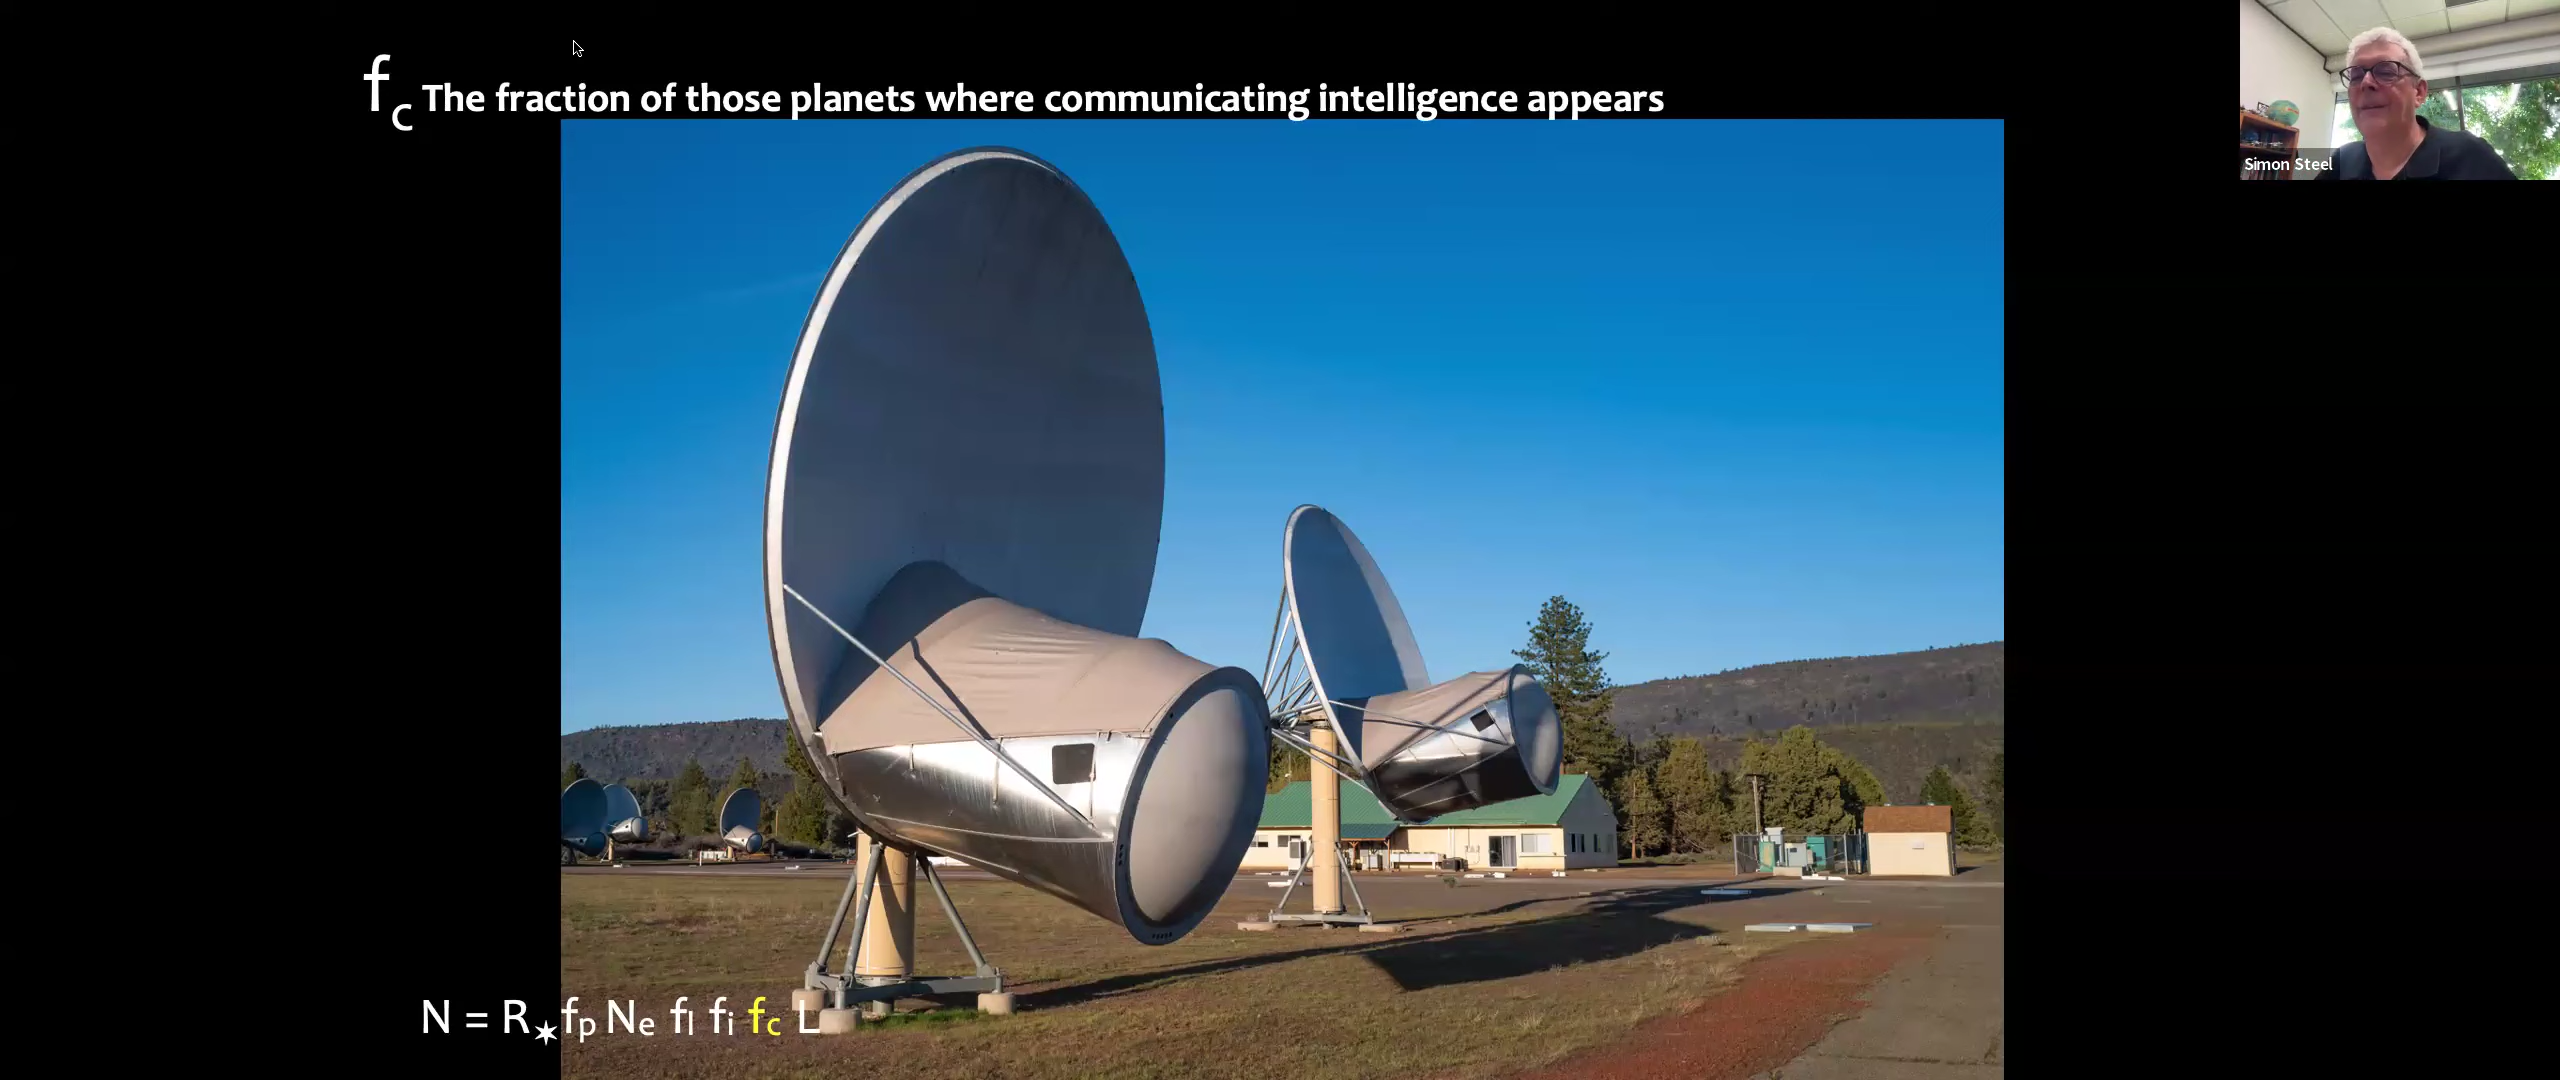 fc The fraction of those planets where communicating intelligence appears
Simon Steel
N = R★fp Ne fl fi fc L